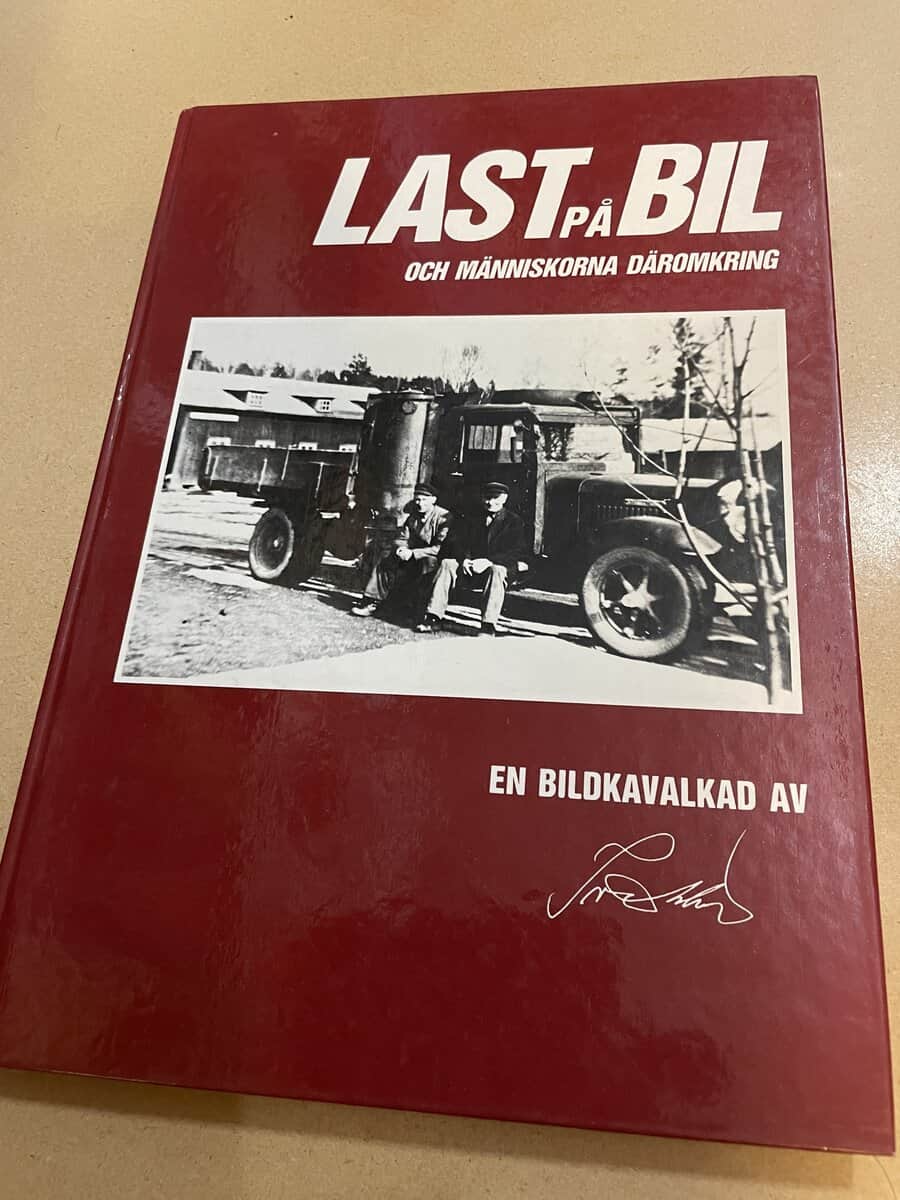 LAST PÅ BIL
OCH MÄNNISKORNA DÄROMKRING
EN BILDKAVALKAD AV